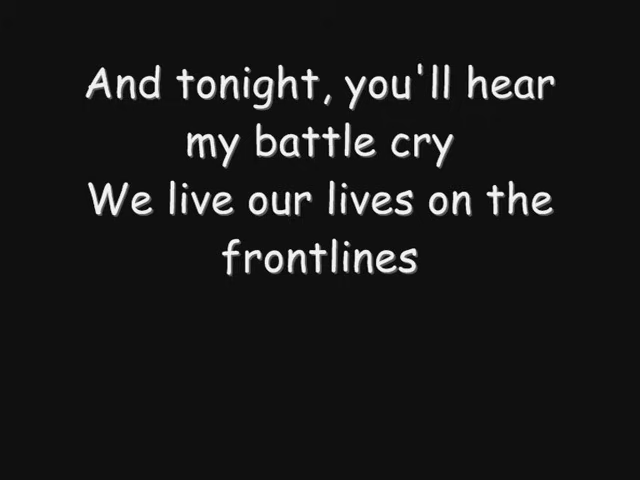 And tonight, you'll hear
my battle cry
We live our lives on the
frontlines